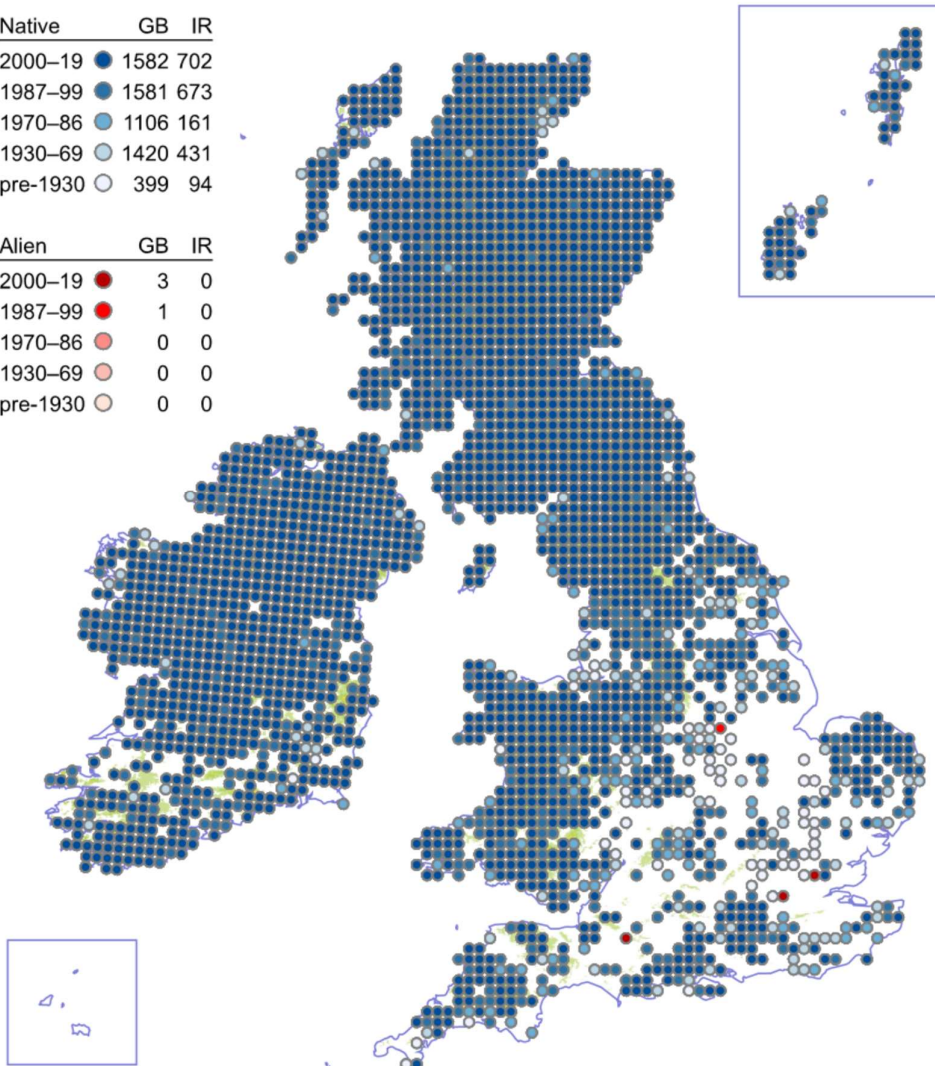 Native GB IR
2000–19 1582 702
1987–99 1581 673
1970–86 1106 161
1930–69 1420 431
pre-1930 399 94
Alien GB IR
2000–19 3 0
1987–99 1 0
1970–86 0 0
1930–69 0 0
pre-1930 0 0